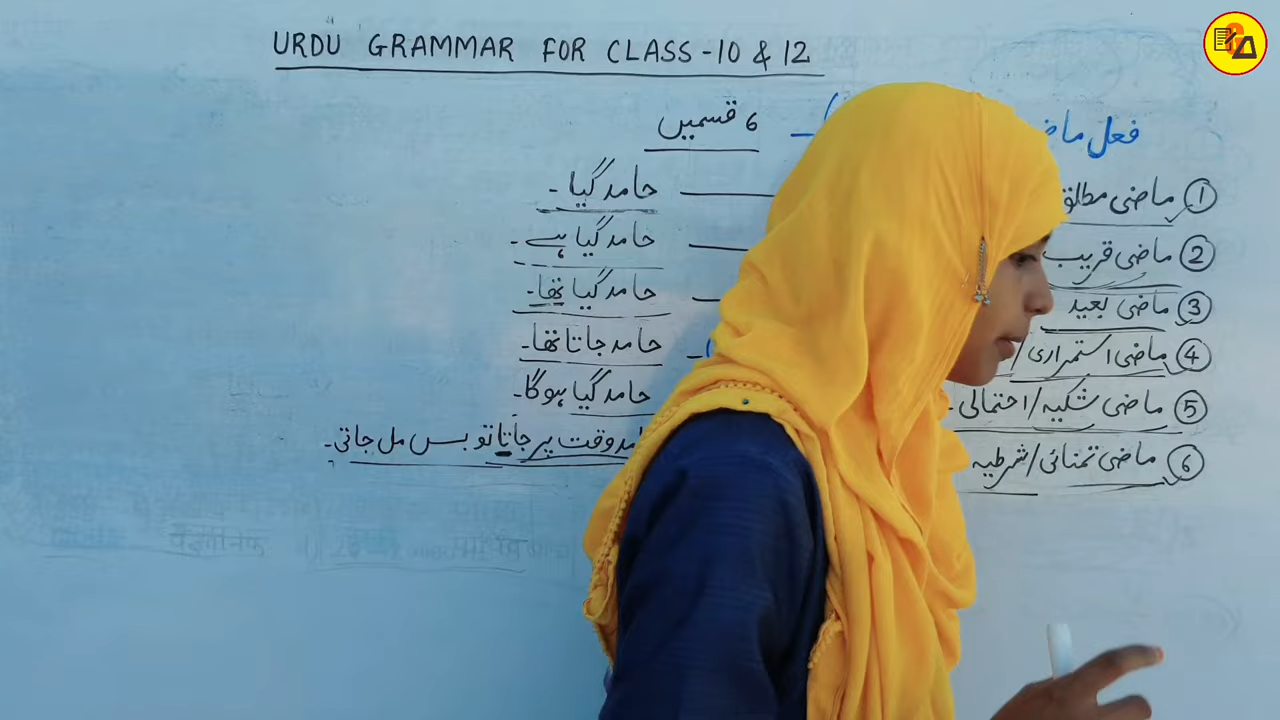 URDU GRAMMAR FOR CLASS-10 & 12
فعل ماض
6 قسمیں
① ماضی مطلق — حامد گیا۔
② ماضی قریب — حامد گیا ہے۔
③ ماضی بعید — حامد گیا تھا۔
④ ماضی استمراری / — حامد جاتا تھا۔
⑤ ماضی شکیہ/احتمالی۔ حامد گیا ہوگا۔
⑥ ماضی تمنائی/شرطیہ وقت پر جاتا تو بس مل جاتی۔